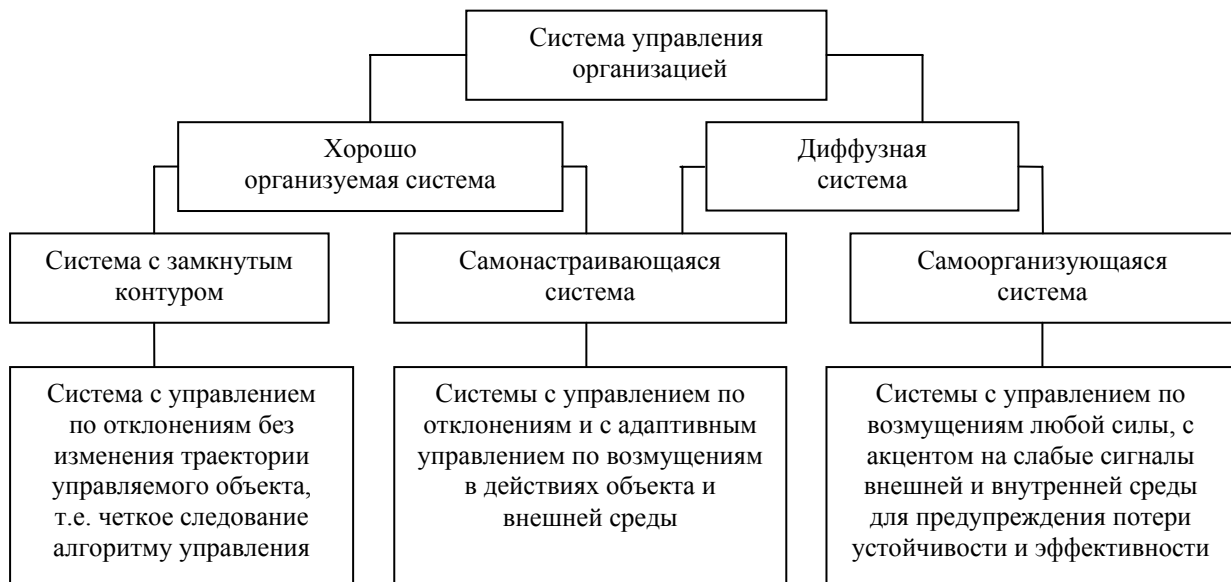 Система управления
организацией
Хорошо
организуемая система
Диффузная
система
Система с замкнутым
контуром
Самонастраивающаяся
система
Самоорганизующаяся
система
Система с управлением
по отклонениям без
изменения траектории
управляемого объекта,
т.е. четкое следование
алгоритму управления
Системы с управлением по
отклонениям и с адаптивным
управлением по возмущениям
в действиях объекта и
внешней среды
Системы с управлением по
возмущениям любой силы, с
акцентом на слабые сигналы
внешней и внутренней среды
для предупреждения потери
устойчивости и эффективности